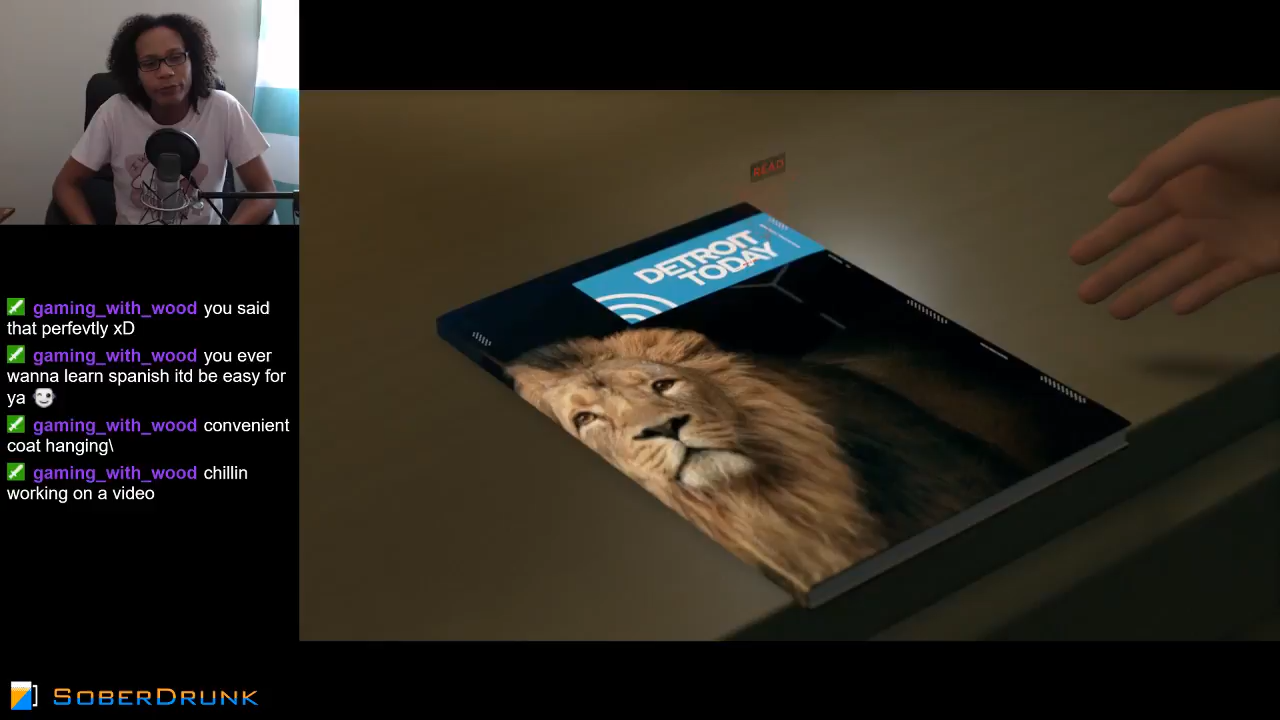 gaming_with_wood you said
that perfevtly xD
gaming_with_wood you ever
wanna learn spanish itd be easy for
ya
gaming_with_wood convenient
coat hanging\
gaming_with_wood chillin
working on a video
READ
DETROIT
TODAY
SOBERDRUNK